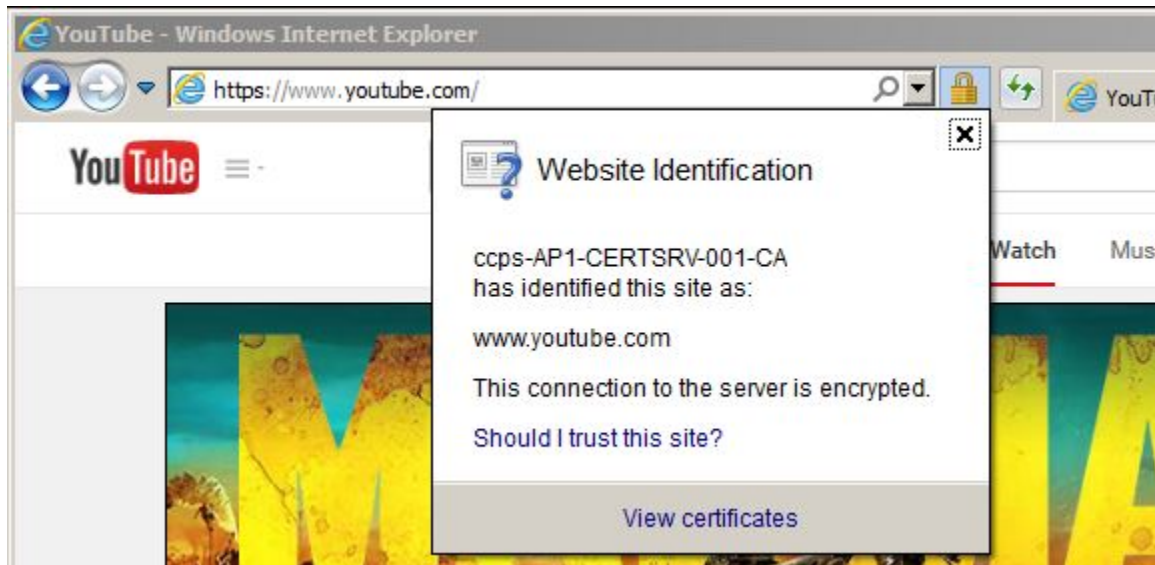 YouTube - Windows Internet Explorer
https://www.youtube.com/
YouT
YouTube
Website Identification
ccps-AP1-CERTSRV-001-CA
has identified this site as:
www.youtube.com
This connection to the server is encrypted.
Should I trust this site?
View certificates
Watch
Mus
M
A